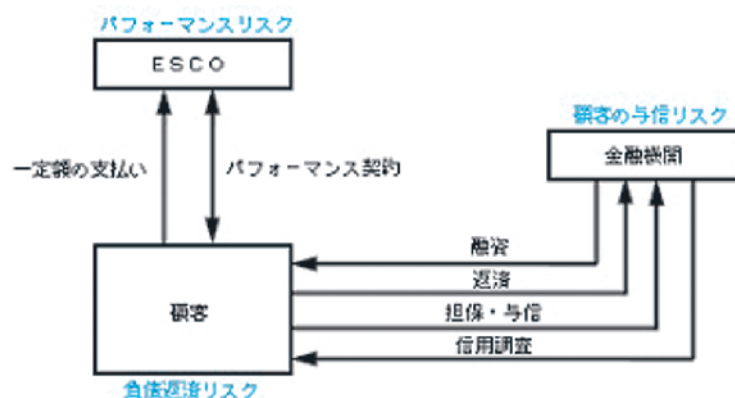 パフォーマンスリスク
ESCO
顧客の与信リスク
金融機関
一定額の支払い
パフォーマンス契約
融資
返済
顧客
担保・与信
信用調査
負債返済リスク